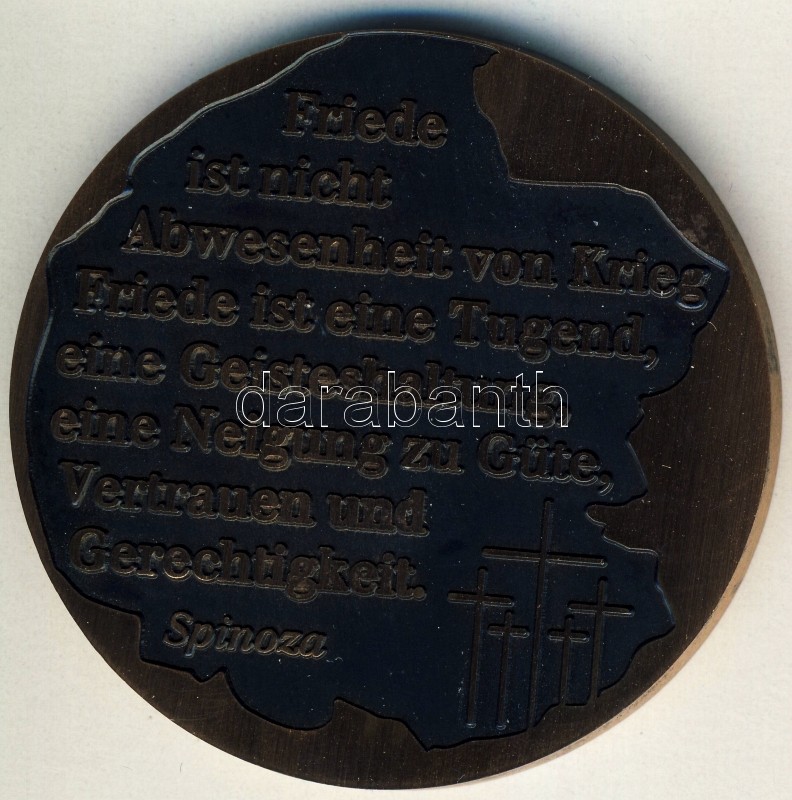 Friede
ist nicht
Abwesenheit von Krieg
Friede ist eine Tugend,
eine Geisteshaltung,
eine Neigung zu Güte,
Vertrauen und
Gerechtigkeit.
Spinoza
darabanth